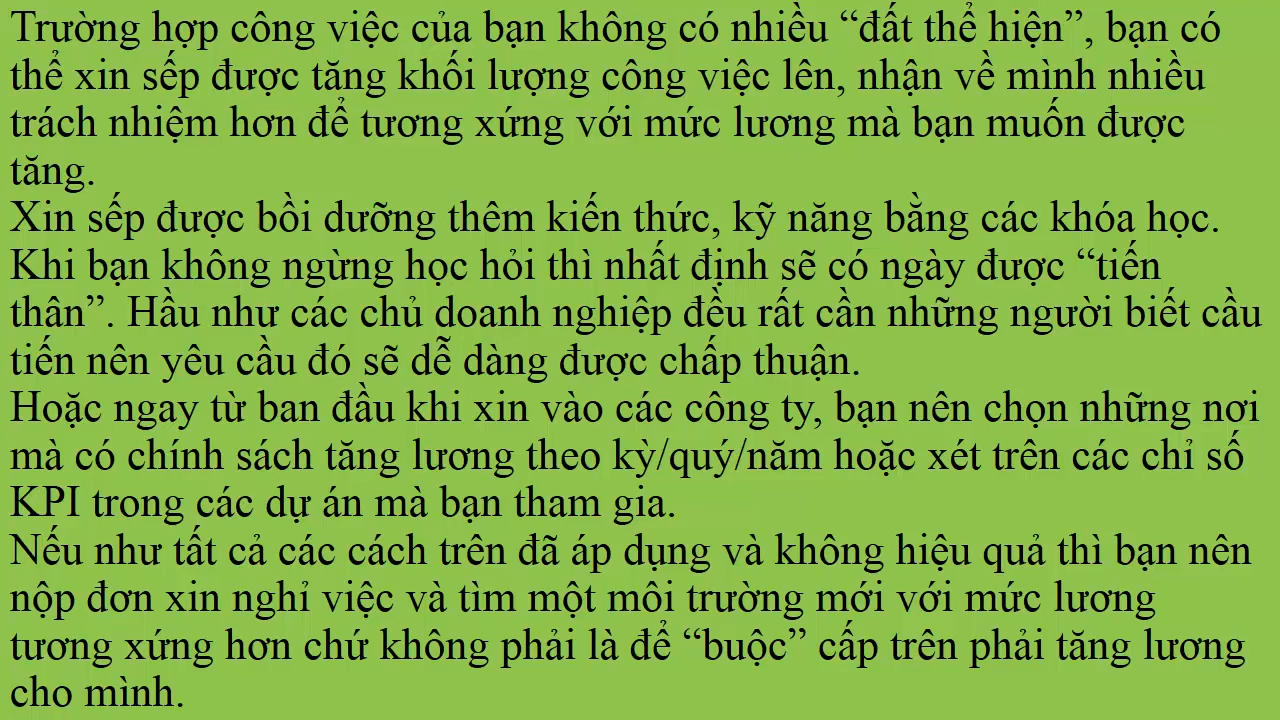 Trường hợp công việc của bạn không có nhiều “đất thể hiện”, bạn có
thể xin sếp được tăng khối lượng công việc lên, nhận về mình nhiều
trách nhiệm hơn để tương xứng với mức lương mà bạn muốn được
tăng.
Xin sếp được bồi dưỡng thêm kiến thức, kỹ năng bằng các khóa học.
Khi bạn không ngừng học hỏi thì nhất định sẽ có ngày được “tiến
thân”. Hầu như các chủ doanh nghiệp đều rất cần những người biết cầu
tiến nên yêu cầu đó sẽ dễ dàng được chấp thuận.
Hoặc ngay từ ban đầu khi xin vào các công ty, bạn nên chọn những nơi
mà có chính sách tăng lương theo kỳ/quý/năm hoặc xét trên các chỉ số
KPI trong các dự án mà bạn tham gia.
Nếu như tất cả các cách trên đã áp dụng và không hiệu quả thì bạn nên
nộp đơn xin nghỉ việc và tìm một môi trường mới với mức lương
tương xứng hơn chứ không phải là để “buộc” cấp trên phải tăng lương
cho mình.